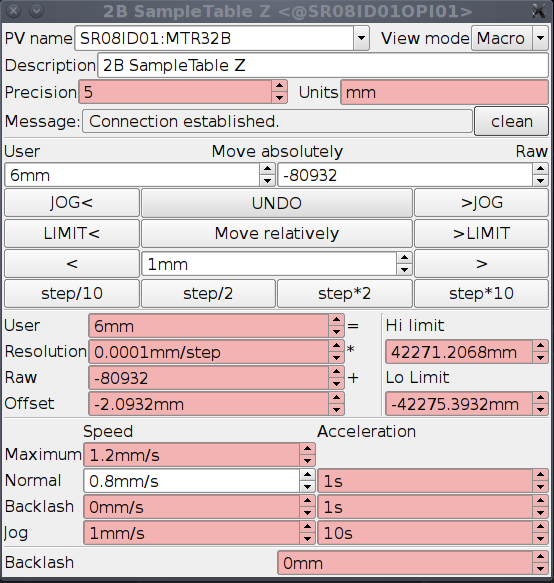 2B SampleTable Z <@SR08ID01OPI01>
PV name SR08ID01:MTR32B View mode Macro
Description 2B SampleTable Z
Precision 5 Units mm
Message: Connection established. clean
User Move absolutely Raw
6mm -80932
JOG< UNDO >JOG
LIMIT< Move relatively >LIMIT
< 1mm >
step/10 step/2 step*2 step*10
User 6mm = Hi limit
Resolution 0.0001mm/step * 42271.2068mm
Raw -80932 + Lo Limit
Offset -2.0932mm -42275.3932mm
Speed Acceleration
Maximum 1.2mm/s
Normal 0.8mm/s 1s
Backlash 0mm/s 1s
Jog 1mm/s 10s
Backlash 0mm